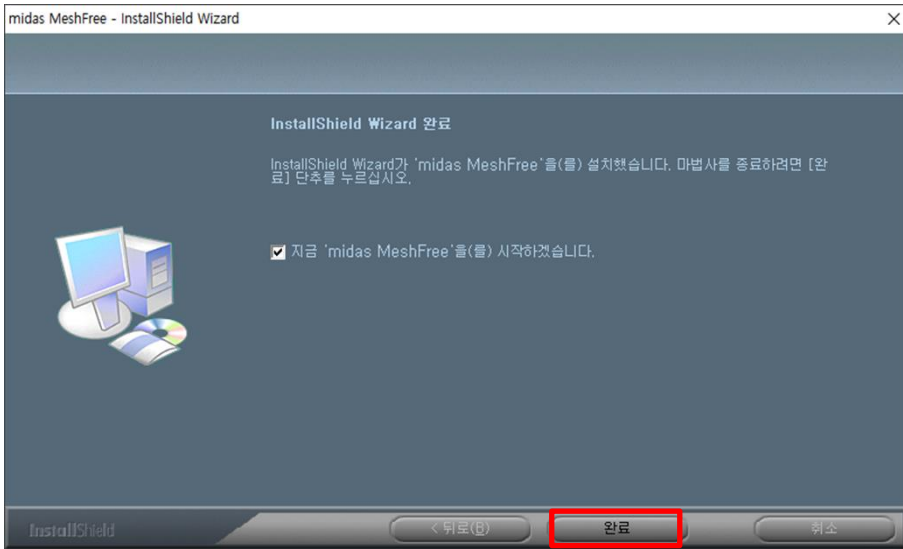 midas MeshFree - InstallShield Wizard
InstallShield Wizard 완료
InstallShield Wizard가 'midas MeshFree'을(를) 설치했습니다. 마법사를 종료하려면 [완
료] 단추를 누르십시오.
지금 'midas MeshFree'을(를) 시작하겠습니다.
InstallShield
< 뒤로(B)
완료
취소